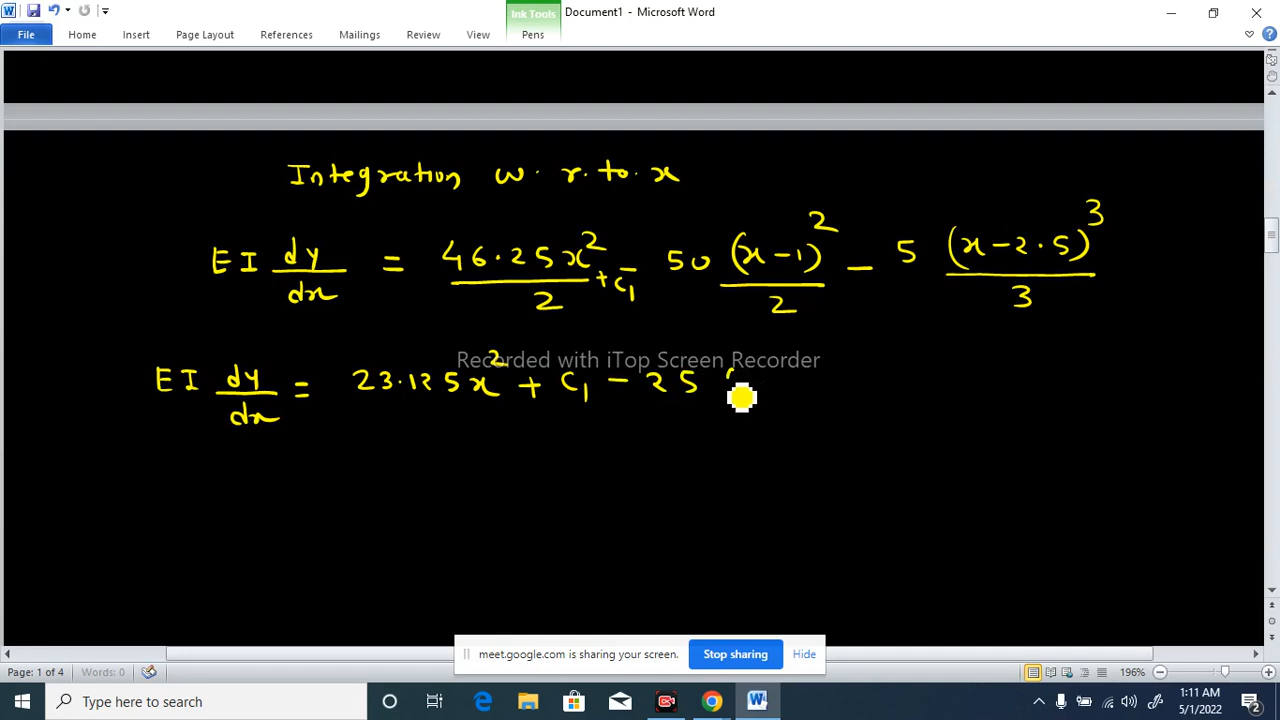 Document1 - Microsoft Word
Ink Tools
File Home Insert Page Layout References Mailings Review View Pens
Integration w.r.to.x
EI dy/dx = 46.25x²/2 + C₁ - 50 (x-1)²/2 - 5 (x-2.5)³/3
Recorded with iTop Screen Recorder
EI dy/dx = 23.125x² + C₁ - 25
meet.google.com is sharing your screen. Stop sharing Hide
Page: 1 of 4 Words: 0 196%
Type here to search
1:11 AM
5/1/2022
2